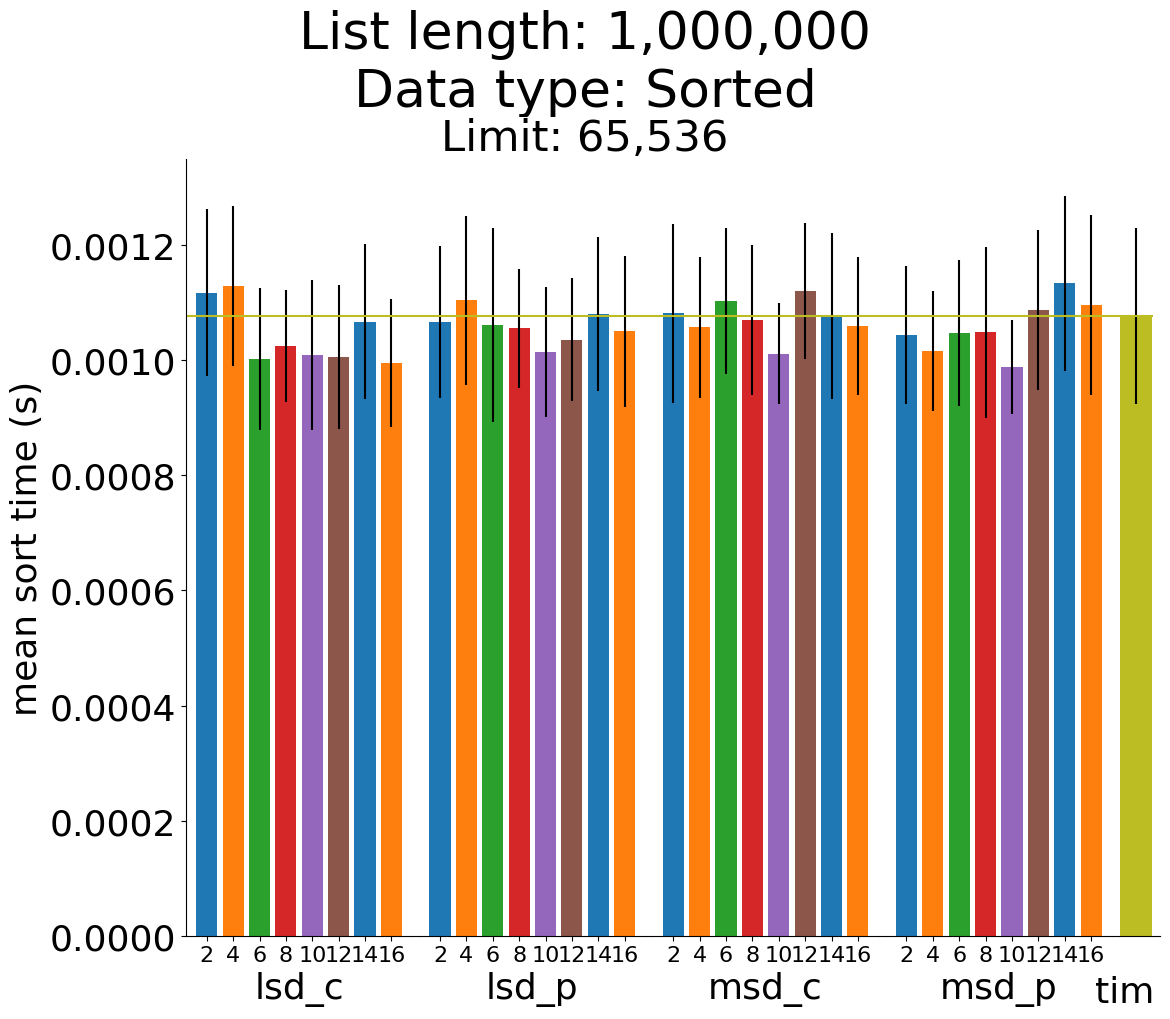 List length: 1,000,000
Data type: Sorted
Limit: 65,536
mean sort time (s)
0.0012
0.0010
0.0008
0.0006
0.0004
0.0002
0.0000
2 4 6 8 10 12 14 16 2 4 6 8 10 12 14 16 2 4 6 8 10 12 14 16 2 4 6 8 10 12 14 16
lsd_c lsd_p msd_c msd_p tim